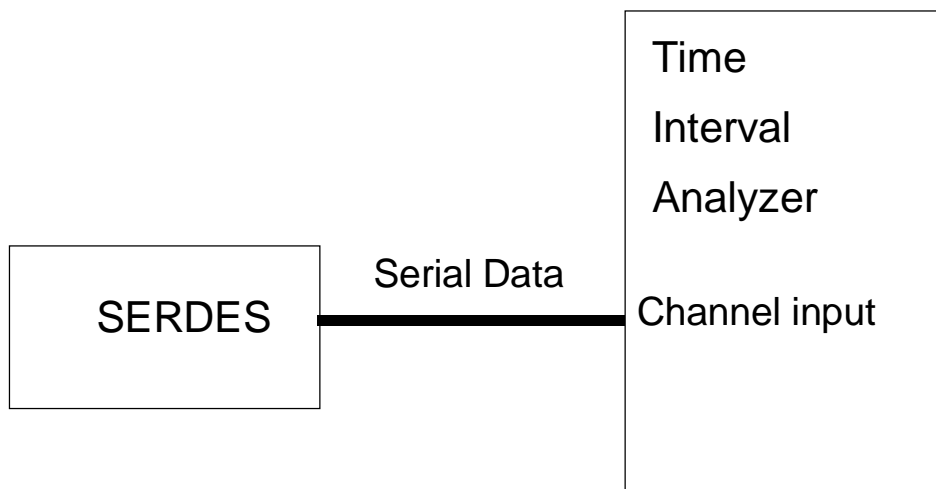 Time
Interval
Analyzer
Serial Data
SERDES
Channel input